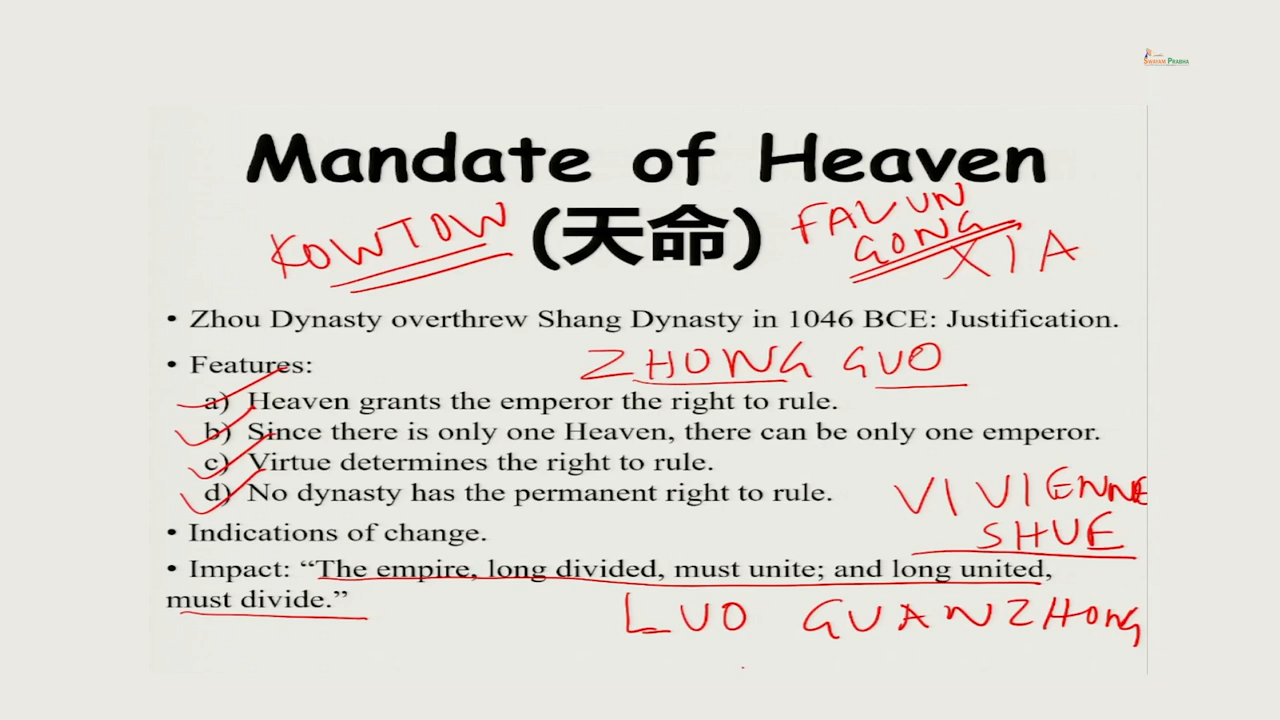 SWAYAM PRABHA
Mandate of Heaven
(天命)
KOWTOW
FALUN
GONG
XIA
• Zhou Dynasty overthrew Shang Dynasty in 1046 BCE: Justification.
• Features:
ZHONG GUO
a) Heaven grants the emperor the right to rule.
b) Since there is only one Heaven, there can be only one emperor.
c) Virtue determines the right to rule.
d) No dynasty has the permanent right to rule.
VIVIENNE
SHUE
• Indications of change.
• Impact: “The empire, long divided, must unite; and long united,
must divide.”
LUO GUANZHONG